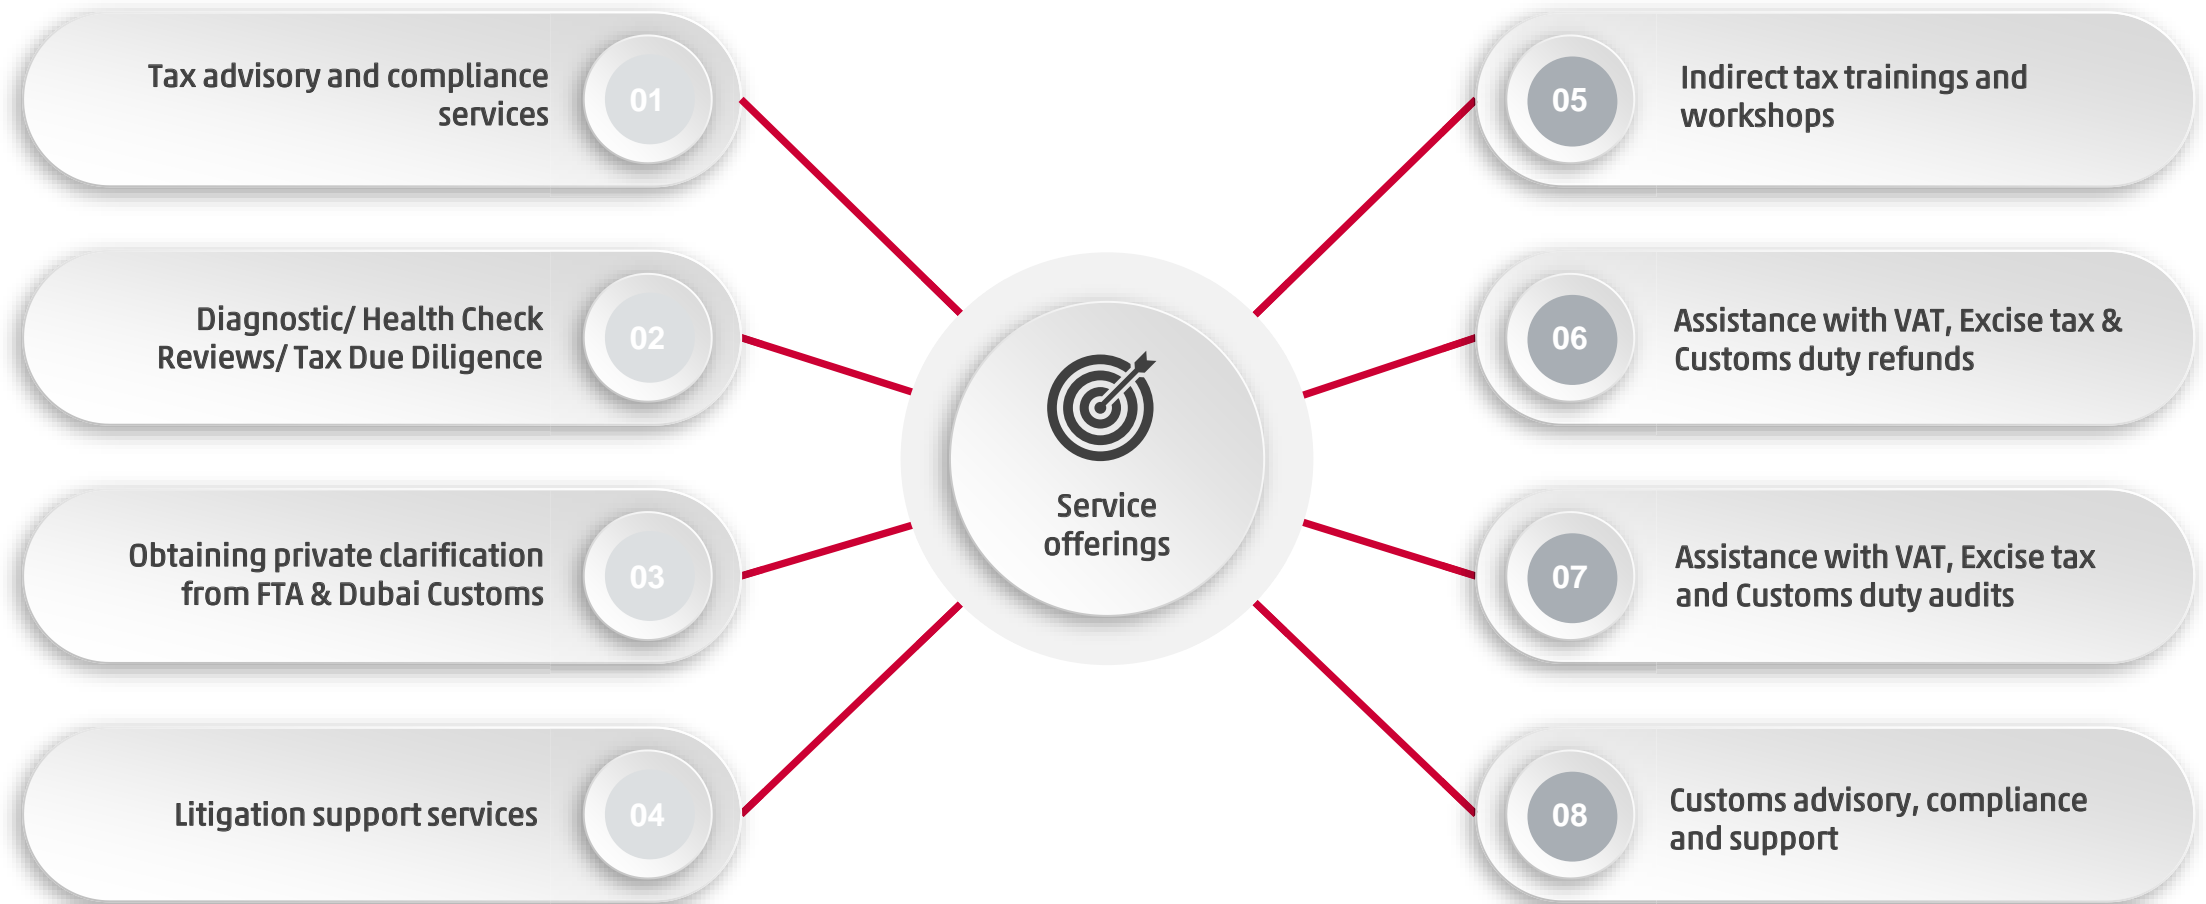 Tax advisory and compliance
services
01
Diagnostic/ Health Check
Reviews/ Tax Due Diligence
02
Obtaining private clarification
from FTA & Dubai Customs
03
Litigation support services
04
Service
offerings
05
Indirect tax trainings and
workshops
06
Assistance with VAT, Excise tax &
Customs duty refunds
07
Assistance with VAT, Excise tax
and Customs duty audits
08
Customs advisory, compliance
and support